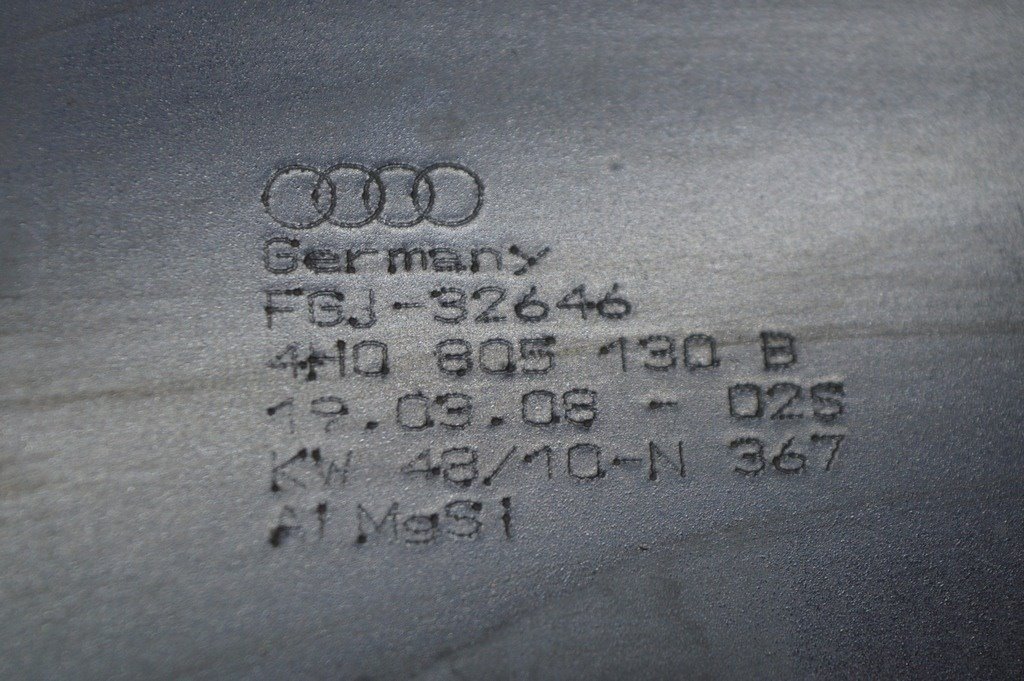 Germany
FGJ-32646
4H0 805 130 B
19.03.08 - 02S
KW 48/10-N 367
AlMgSi